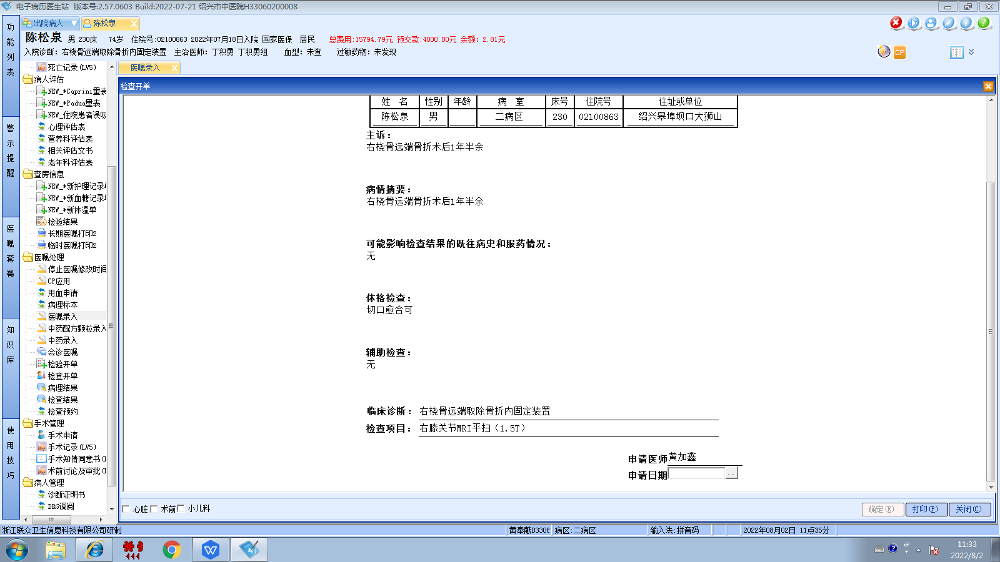 电子病历医生站 版本号:2.57.0603 Build:2022-07-21 绍兴市中医院H33060200008
功能列表
警示提醒
医嘱套餐
知识库
使用技巧
出院病人
陈松泉
陈松泉 男 230床 74岁 住院号:02100863 2022年07月18日入院 国家医保 居民 总费用:15794.79元 预交款:4000.00元 余额: 2.81元
入院诊断: 右桡骨远端取除骨折内固定装置 主治医师: 丁积勇 丁积勇组 血型: 未查 过敏药物: 未发现
CP
死亡记录(LV5)
病人评估
NEW_*Caprini里表
NEW_*Padua里表
NEW_住院患者误吸
心理评估表
营养科评估表
相关评估文书
老年科评估表
查房信息
NEW_*新护理记录单
NEW_*新血糖记录单
NEW_*新体温单
检验结果
长期医嘱打印2
临时医嘱打印2
医嘱处理
停止医嘱修改时间
CP应用
用血申请
病理标本
医嘱录入
中药配方颗粒录入
中药录入
会诊医嘱
检验开单
检查开单
病理结果
检查结果
检查预约
手术管理
手术申请
手术记录(LV5)
手术知情同意书(
术前讨论及审批(
病人管理
诊断证明书
DRG调阅
医嘱录入
检查开单
姓 名 性别 年龄 病 室 床号 住院号 住址或单位
陈松泉 男 二病区 230 02100863 绍兴皋埠坝口大狮山
主诉:
右桡骨远端骨折术后1年半余
病情摘要:
右桡骨远端骨折术后1年半余
可能影响检查结果的既往病史和服药情况:
无
体格检查:
切口愈合可
辅助检查:
无
临床诊断: 右桡骨远端取除骨折内固定装置
检查项目: 右膝关节MRI平扫（1.5T）
申请医师 黄加鑫
申请日期 ..
心脏 术前 小儿科
确定(E) 打印(P) 关闭(C)
浙江联众卫生信息科技有限公司研制 黄奉献D3306 病区:二病区 输入法:拼音码 2022年08月02日 11点35分
11:33
2022/8/2